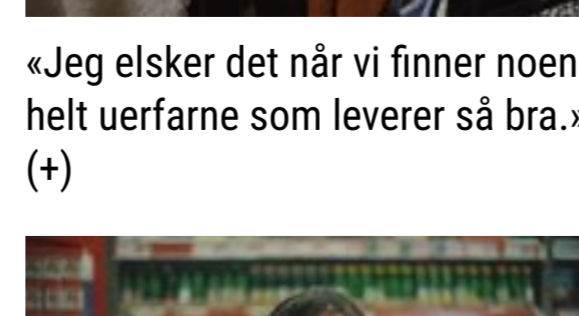 «Jeg elsker det når vi finner noen
helt uerfarne som leverer så bra.»
(+)